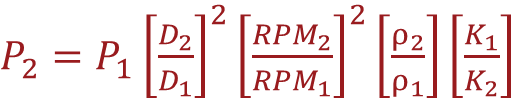 P₂ = P₁ [D₂/D₁]² [RPM₂/RPM₁]² [ρ₂/ρ₁] [K₁/K₂]